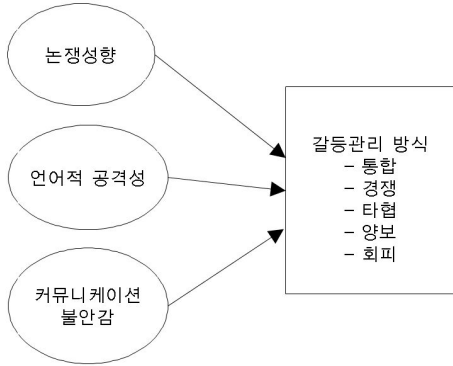 논쟁성향
언어적 공격성
커뮤니케이션
불안감
갈등관리 방식
– 통합
– 경쟁
– 타협
– 양보
– 회피